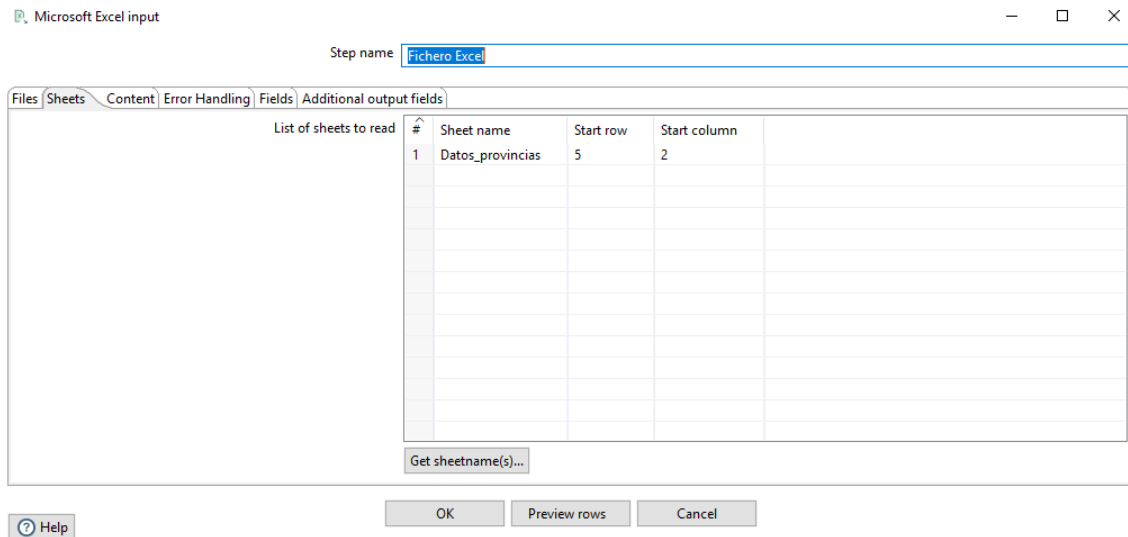 Microsoft Excel input
Step name Fichero Excel
Files Sheets Content Error Handling Fields Additional output fields
List of sheets to read # Sheet name Start row Start column
1 Datos_provincias 5 2
Get sheetname(s)...
OK Preview rows Cancel
? Help